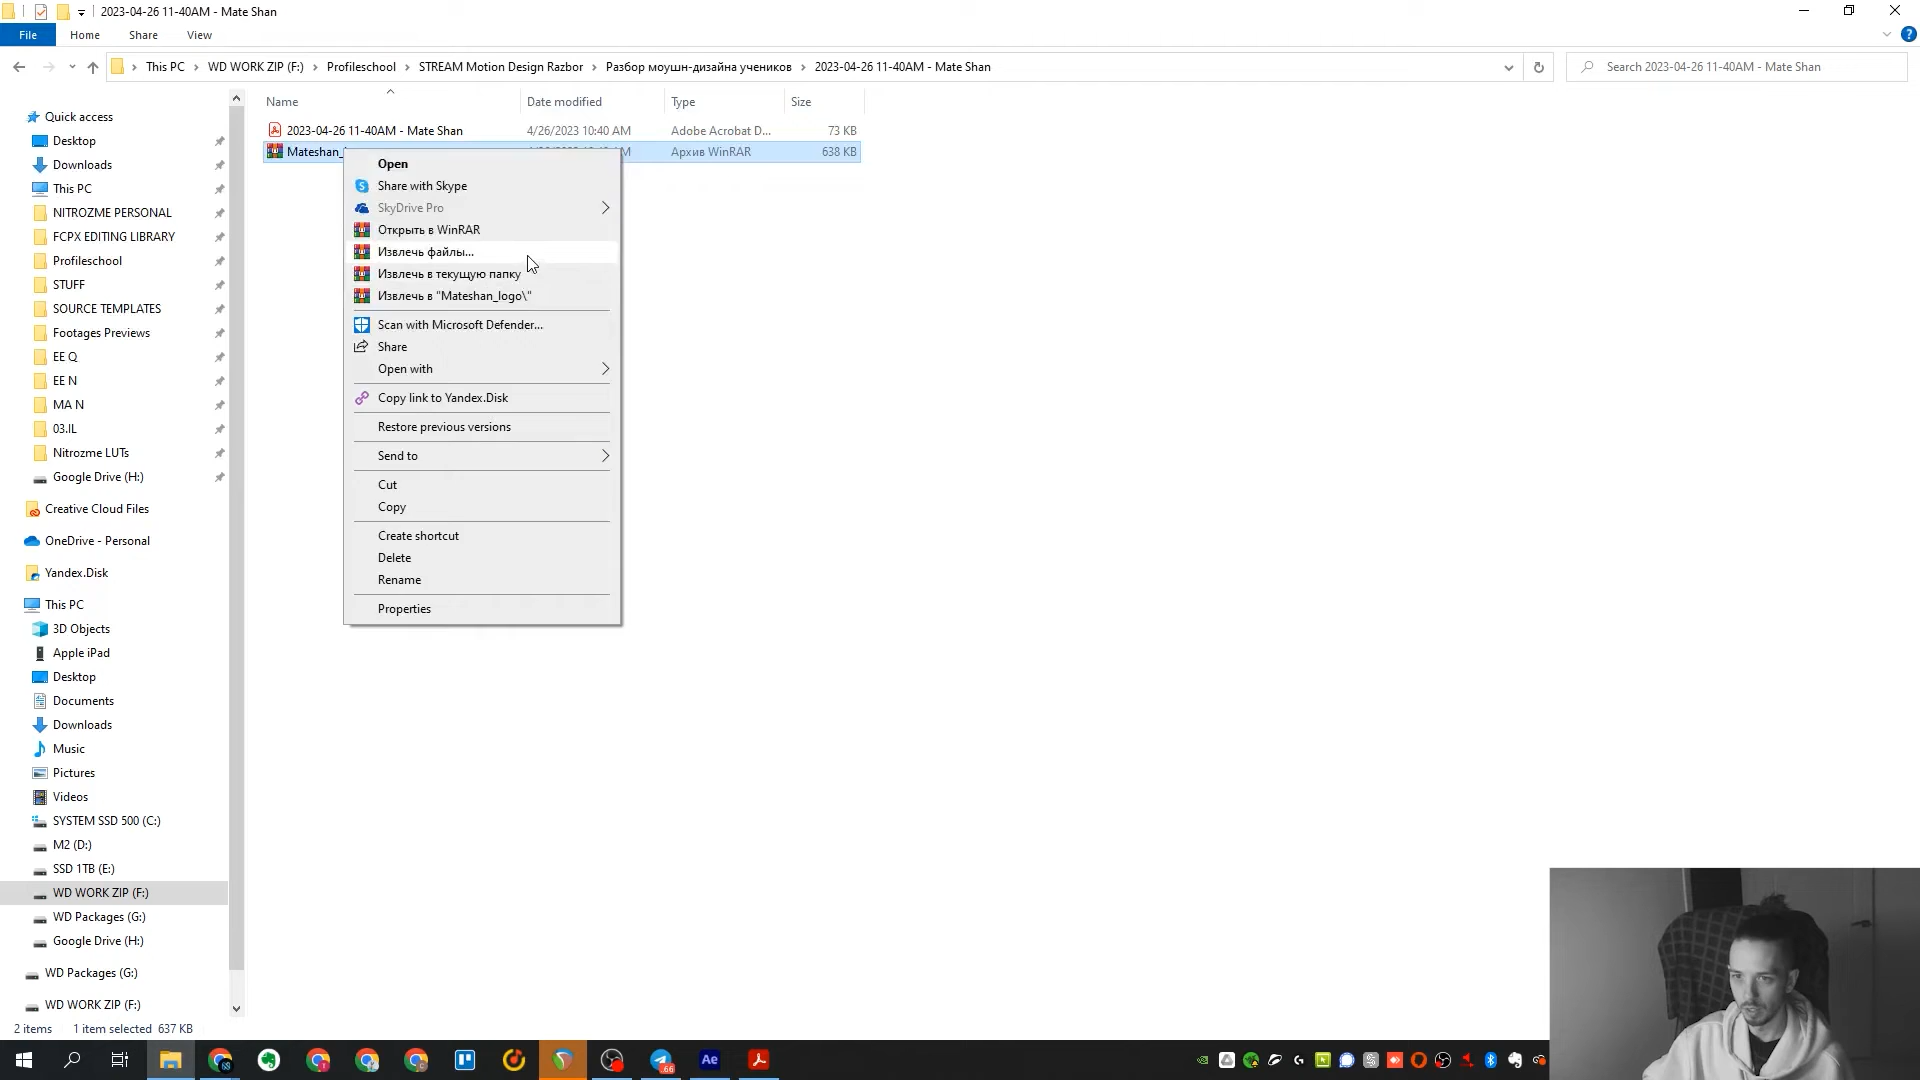 2023-04-26 11-40AM - Mate Shan
File
Home
Share
View
This PC
WD WORK ZIP (F:)
Profileschool
STREAM Motion Design Razbor
Разбор моушн-дизайна учеников
2023-04-26 11-40AM - Mate Shan
Search 2023-04-26 11-40AM - Mate Shan
Name
Date modified
Type
Size
2023-04-26 11-40AM - Mate Shan
4/26/2023 10:40 AM
Adobe Acrobat D...
73 KB
Mateshan_
Архив WinRAR
638 KB
Open
Share with Skype
SkyDrive Pro
Открыть в WinRAR
Извлечь файлы...
Извлечь в текущую папку
Извлечь в "Mateshan_logo\"
Scan with Microsoft Defender...
Share
Open with
Copy link to Yandex.Disk
Restore previous versions
Send to
Cut
Copy
Create shortcut
Delete
Rename
Properties
Quick access
Desktop
Downloads
This PC
NITROZME PERSONAL
FCPX EDITING LIBRARY
Profileschool
STUFF
SOURCE TEMPLATES
Footages Previews
EE Q
EE N
MA N
03.IL
Nitrozme LUTs
Google Drive (H:)
Creative Cloud Files
OneDrive - Personal
Yandex.Disk
This PC
3D Objects
Apple iPad
Desktop
Documents
Downloads
Music
Pictures
Videos
SYSTEM SSD 500 (C:)
M2 (D:)
SSD 1TB (E:)
WD WORK ZIP (F:)
WD Packages (G:)
Google Drive (H:)
WD Packages (G:)
WD WORK ZIP (F:)
2 items
1 item selected 637 KB
Ae
66